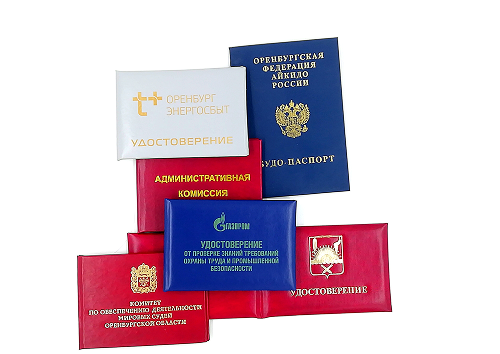 ОРЕНБУРГСКАЯ
ФЕДЕРАЦИЯ
АЙКИДО
РОССИИ
БУДО-ПАСПОРТ
t+ ОРЕНБУРГ
ЭНЕРГОСБЫТ
УДОСТОВЕРЕНИЕ
АДМИНИСТРАТИВНАЯ
КОМИССИЯ
ГАЗПРОМ
УДОСТОВЕРЕНИЕ
ОТ ПРОВЕРКЕ ЗНАНИЙ ТРЕБОВАНИЙ
ОХРАНЫ ТРУДА И ПРОМЫШЛЕННОЙ
БЕЗОПАСНОСТИ
УДОСТОВЕРЕНИЕ
КОМИТЕТ
ПО ОБЕСПЕЧЕНИЮ ДЕЯТЕЛЬНОСТИ
МИРОВЫХ СУДЕЙ
ОРЕНБУРГСКОЙ ОБЛАСТИ